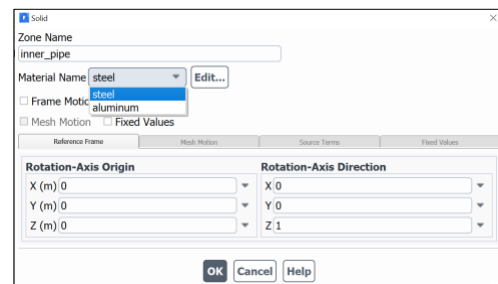 Solid
Zone Name
inner_pipe
Material Name steel Edit...
steel
aluminum
Frame Motic
Mesh Motion Fixed Values
Reference Frame Mesh Motion Source Terms Fixed Values
Rotation-Axis Origin Rotation-Axis Direction
X (m) 0 X 0
Y (m) 0 Y 0
Z (m) 0 Z 1
OK Cancel Help